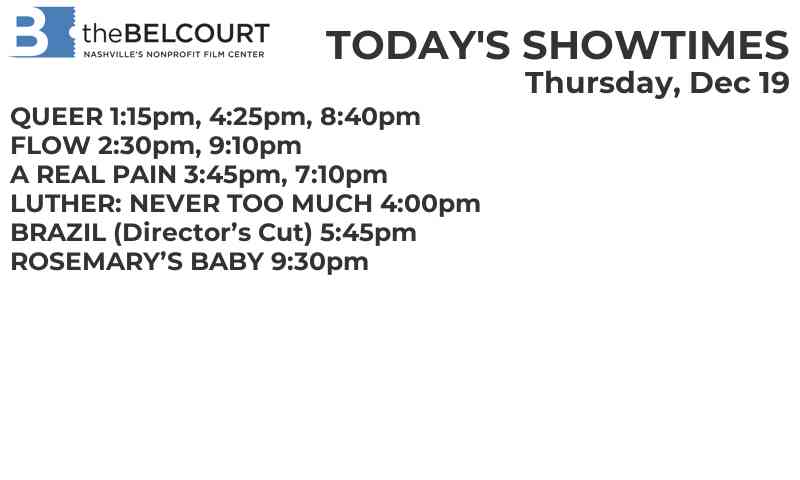 B theBELCOURT
NASHVILLE'S NONPROFIT FILM CENTER
TODAY'S SHOWTIMES
Thursday, Dec 19
QUEER 1:15pm, 4:25pm, 8:40pm
FLOW 2:30pm, 9:10pm
A REAL PAIN 3:45pm, 7:10pm
LUTHER: NEVER TOO MUCH 4:00pm
BRAZIL (Director’s Cut) 5:45pm
ROSEMARY’S BABY 9:30pm